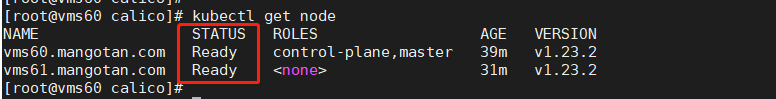 [root@vms60 calico]# kubectl get node
NAME STATUS ROLES AGE VERSION
vms60.mangotan.com Ready control-plane,master 39m v1.23.2
vms61.mangotan.com Ready <none> 31m v1.23.2
[root@vms60 calico]#